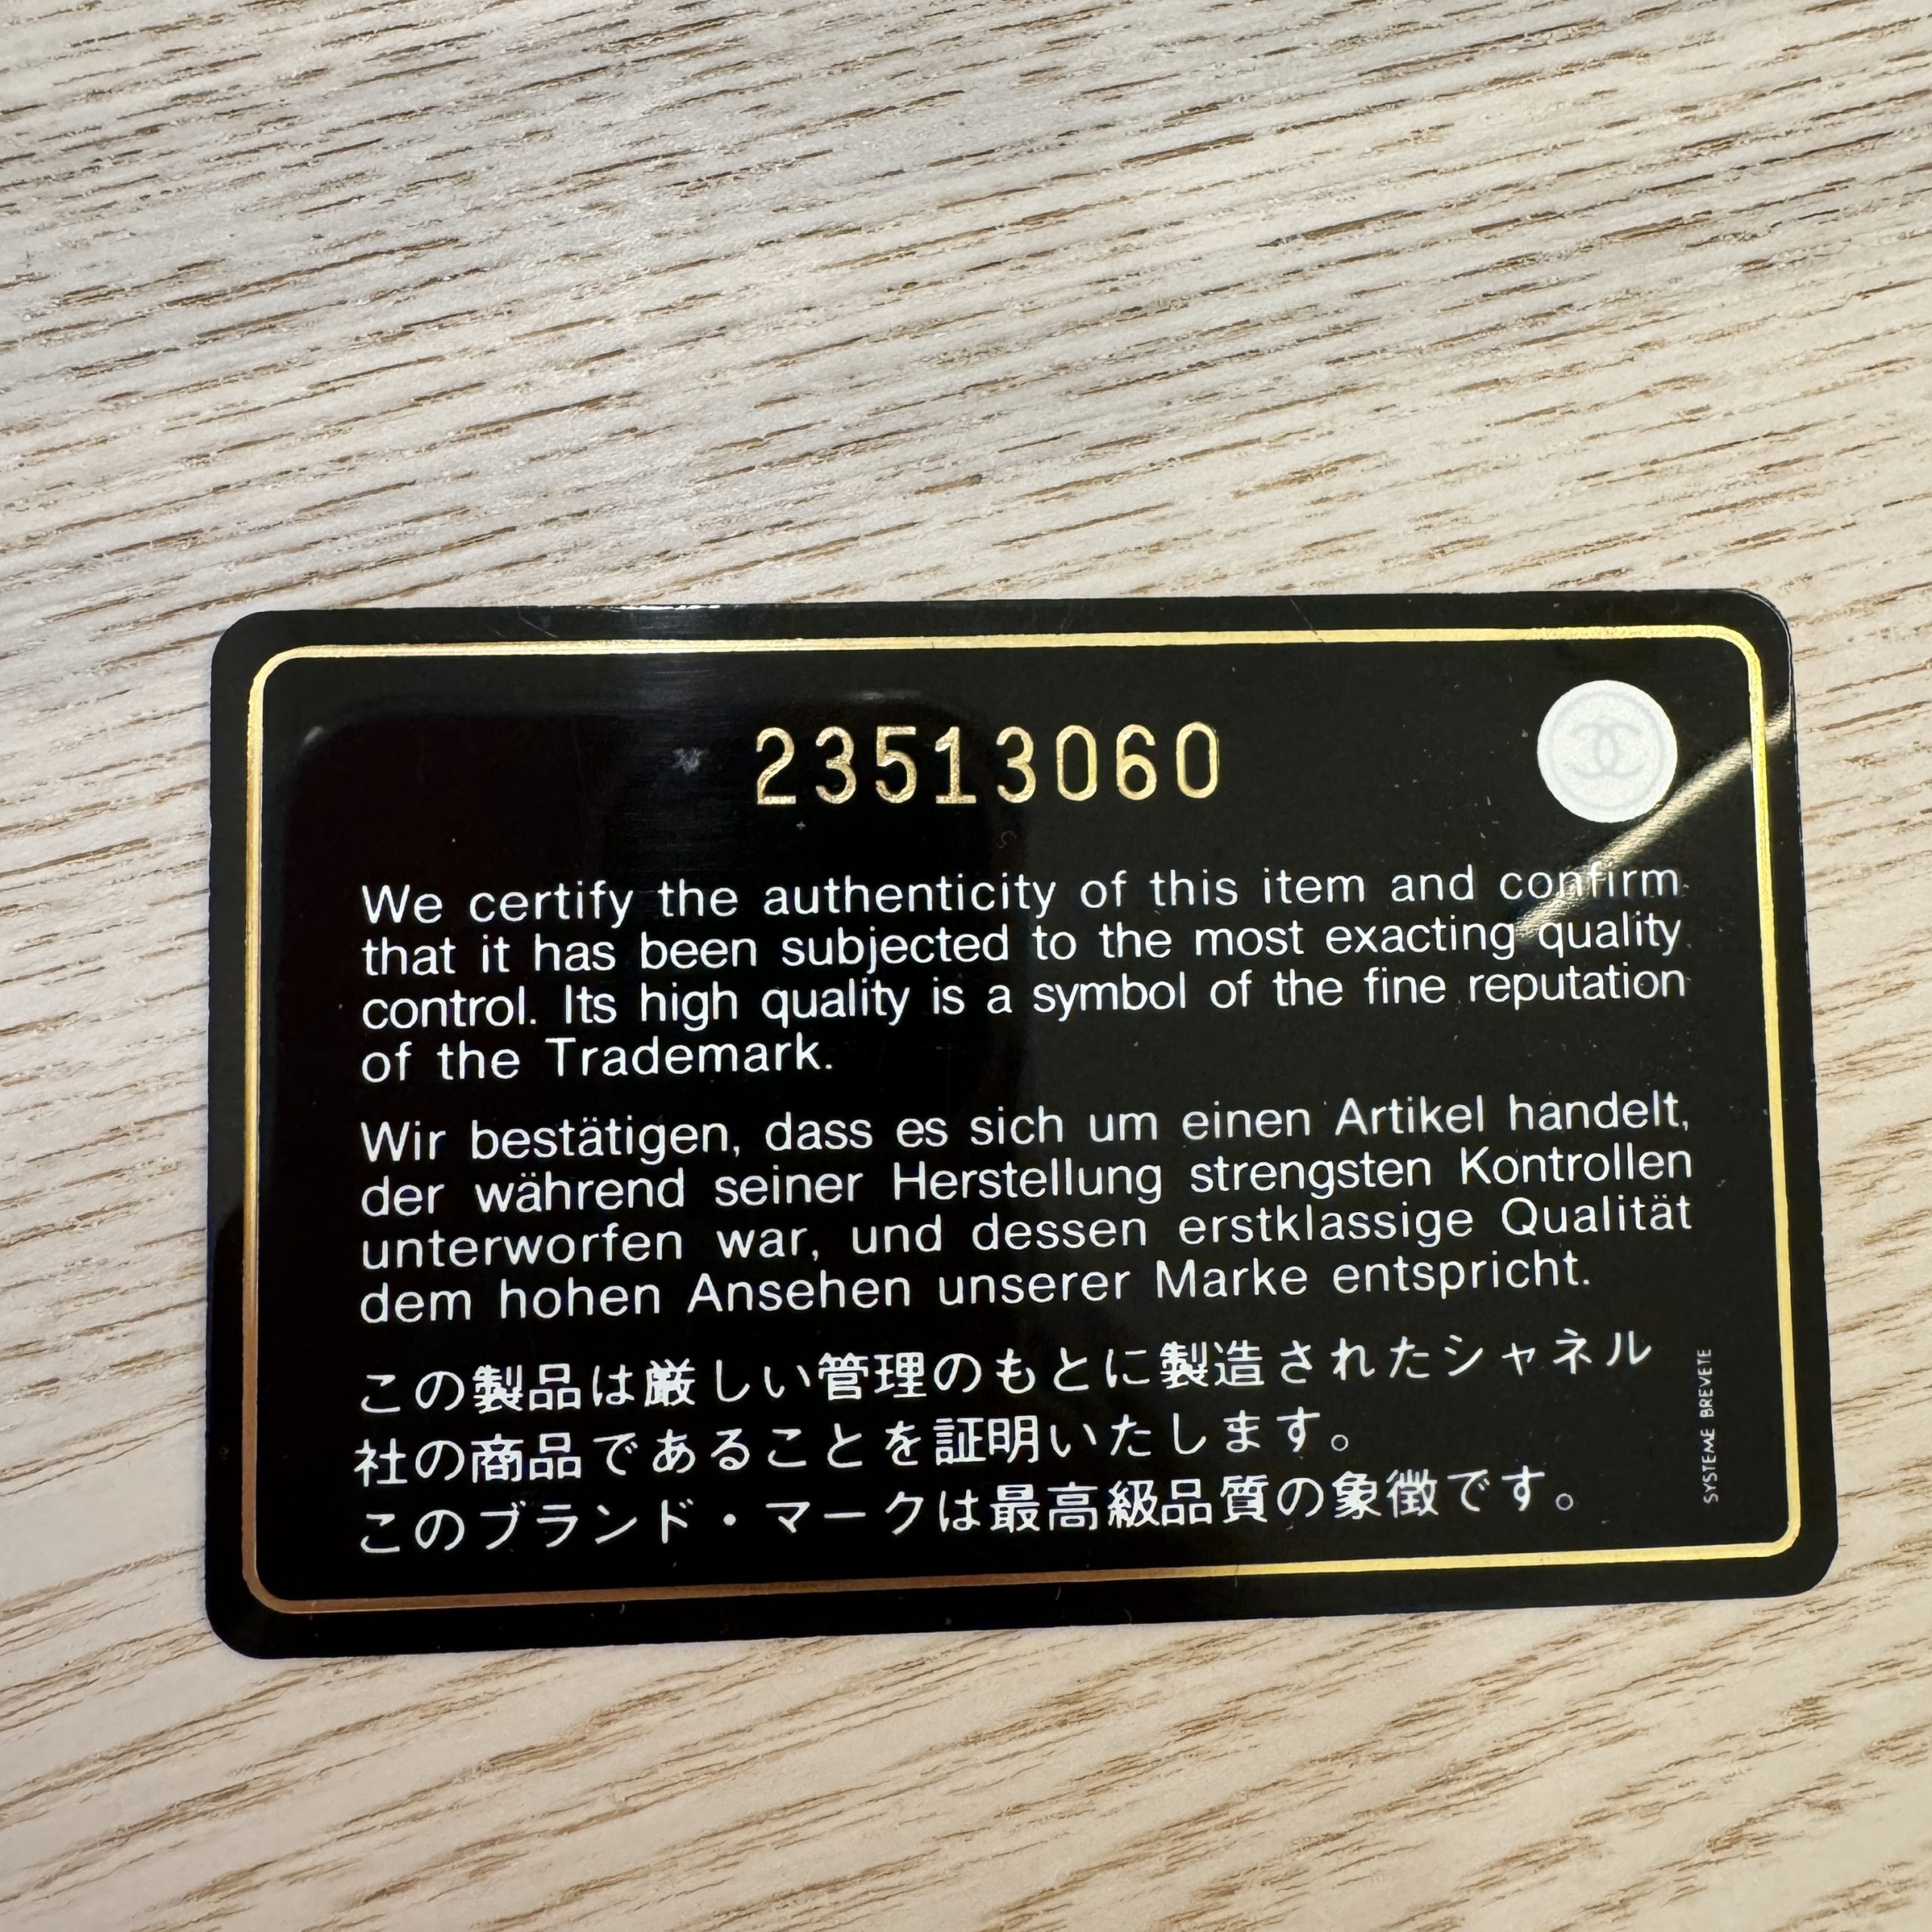 23513060
We certify the authenticity of this item and confirm
that it has been subjected to the most exacting quality
control. Its high quality is a symbol of the fine reputation
of the Trademark.
Wir bestätigen, dass es sich um einen Artikel handelt,
der während seiner Herstellung strengsten Kontrollen
unterworfen war, und dessen erstklassige Qualität
dem hohen Ansehen unserer Marke entspricht.
この製品は厳しい管理のもとに製造されたシャネル
社の商品であることを証明いたします。
このブランド・マークは最高級品質の象徴です。
SYSTEME BREVETE